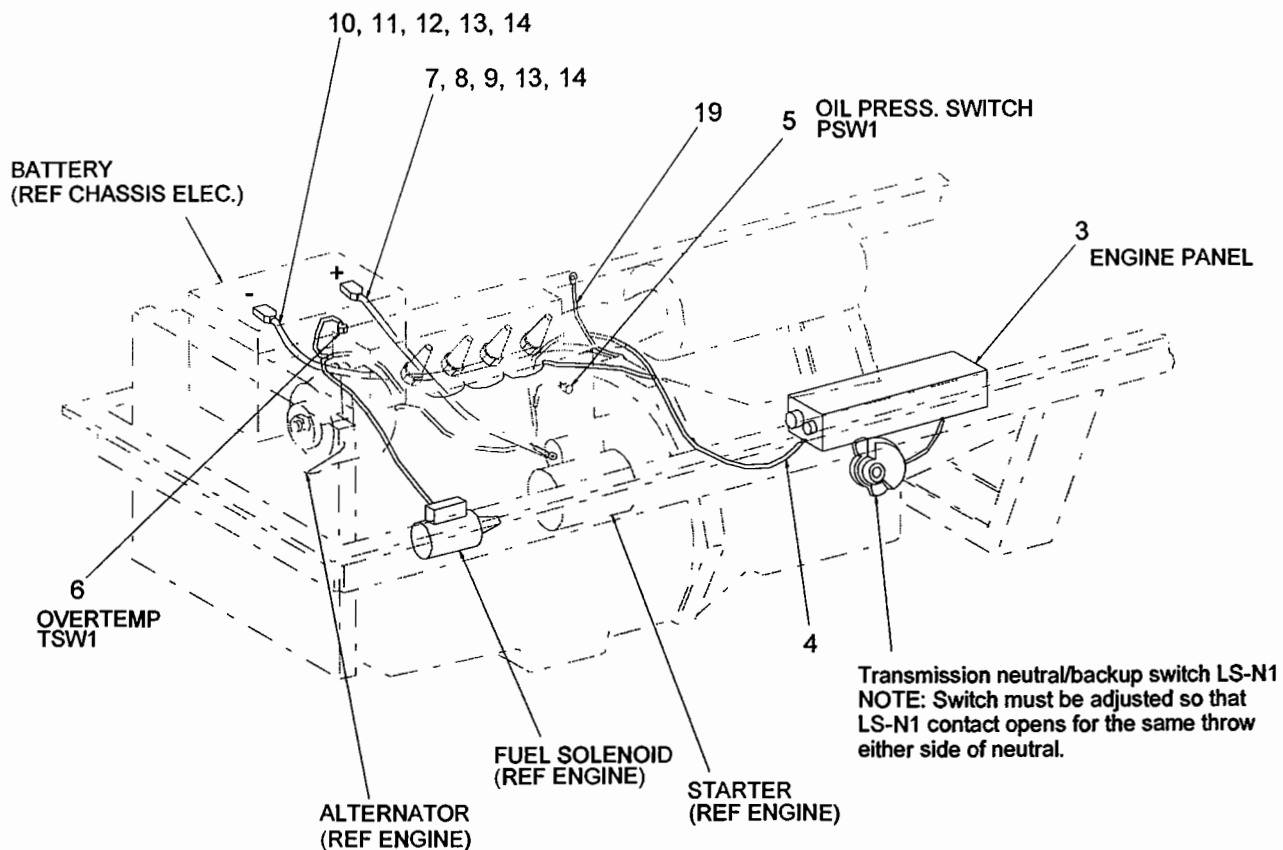 10, 11, 12, 13, 14
7, 8, 9, 13, 14
19
5
OIL PRESS. SWITCH
PSW1
BATTERY
(REF CHASSIS ELEC.)
3
ENGINE PANEL
+
-
6
OVERTEMP
TSW1
4
Transmission neutral/backup switch LS-N1
NOTE: Switch must be adjusted so that
LS-N1 contact opens for the same throw
either side of neutral.
FUEL SOLENOID
(REF ENGINE)
STARTER
(REF ENGINE)
ALTERNATOR
(REF ENGINE)